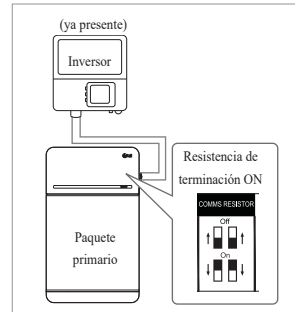 (ya presente)
Inversor
Resistencia de
terminación ON
COMMS RESISTOR
Off
On
Paquete
primario